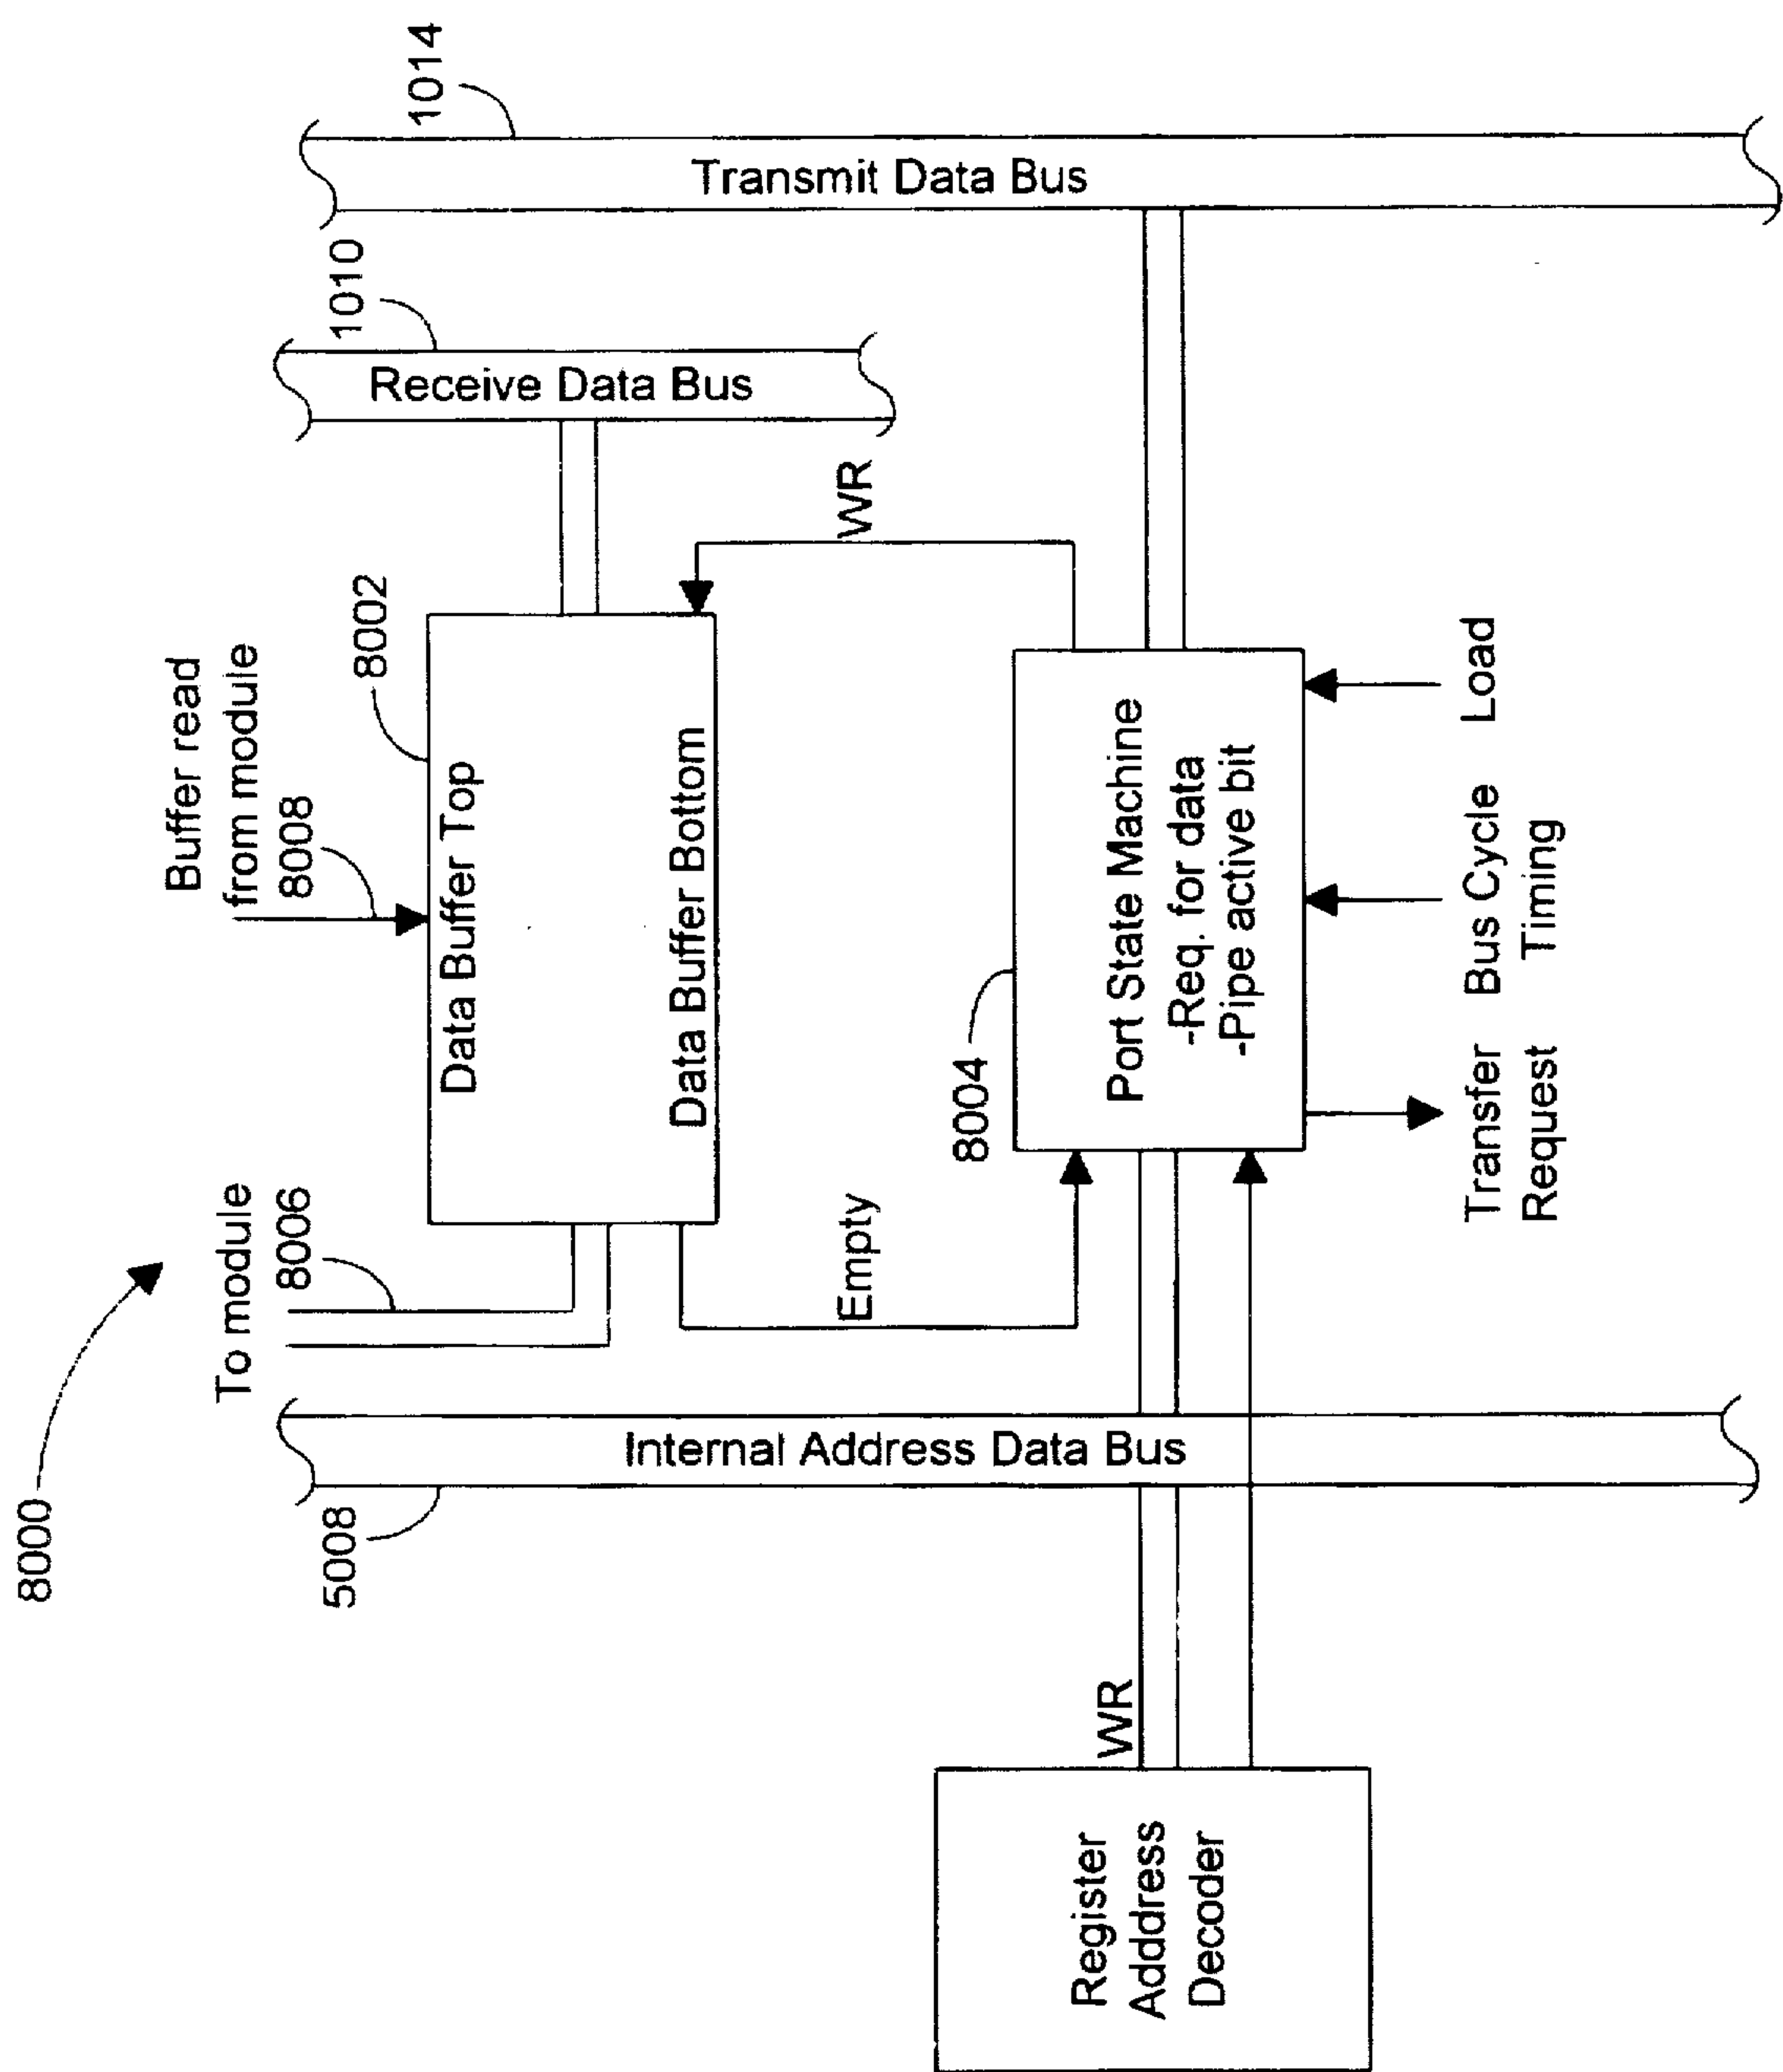 8000
To module
8006
Buffer read
from module
8008
8002
1010
1014
5008
Data Buffer Top
Data Buffer Bottom
Receive Data Bus
Transmit Data Bus
Internal Address Data Bus
Empty
WR
8004
Port State Machine
-Req. for data
-Pipe active bit
WR
Register
Adddress
Decoder
Transfer
Request
Bus Cycle
Timing
Load